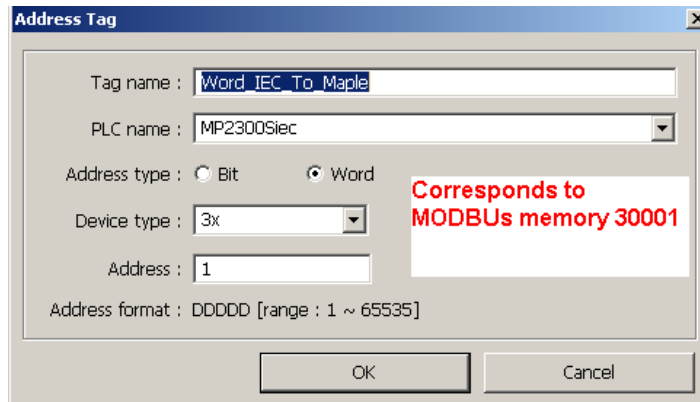 Address Tag
Tag name : Word_IEC_To_Maple
PLC name : MP2300Siec
Address type : Bit Word
Corresponds to
MODBUs memory 30001
Device type : 3x
Address : 1
Address format : DDDDD [range : 1 ~ 65535]
OK Cancel